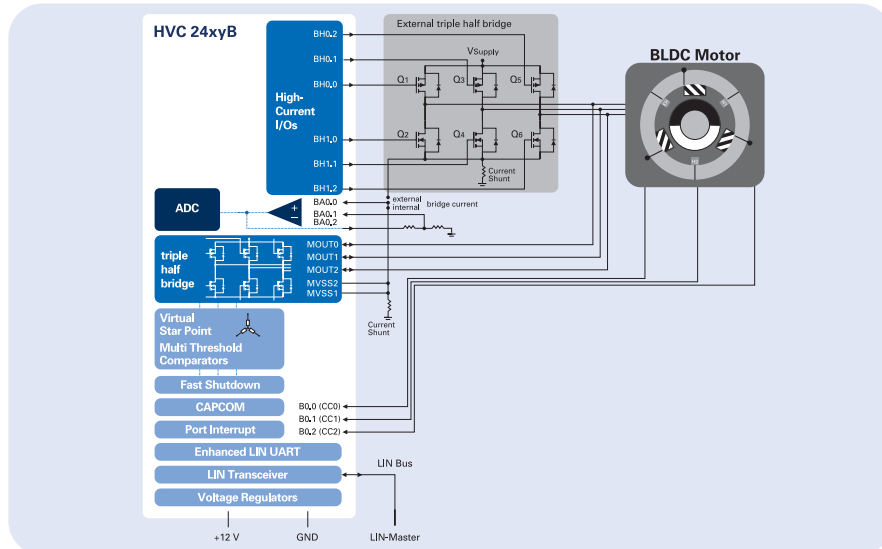 HVC 24xyB
External triple half bridge
BH0.2
BH0.1
BH0.0
High-
Current
I/Os
BH1.0
BH1.1
BH1.2
VSupply
Q1
Q3
Q5
Q2
Q4
Q6
Current
Shunt
BLDC Motor
ADC
+
−
BA0.0
BA0.1
BA0.2
external
internal
bridge current
triple
half
bridge
MOUT0
MOUT1
MOUT2
MVSS2
MVSS1
Current
Shunt
Virtual
Star Point
Multi Threshold
Comparators
Fast Shutdown
CAPCOM
Port Interrupt
B0.0 (CC0)
B0.1 (CC1)
B0.2 (CC2)
Enhanced LIN UART
LIN Transceiver
LIN Bus
Voltage Regulators
+12 V
GND
LIN-Master